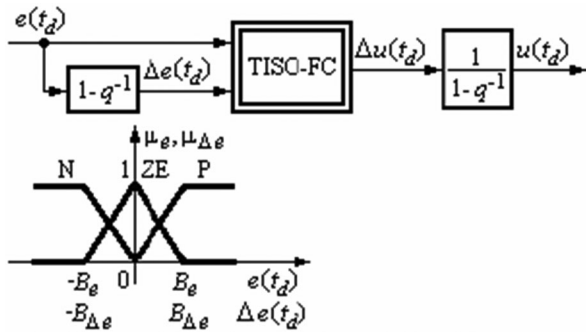 e(t_d)
Δe(t_d)
1-q⁻¹
TISO-FC
Δu(t_d)
1
1-q⁻¹
u(t_d)
μ_e, μ_Δe
N 1 ZE P
-B_e 0 B_e e(t_d)
-B_Δe B_Δe Δe(t_d)